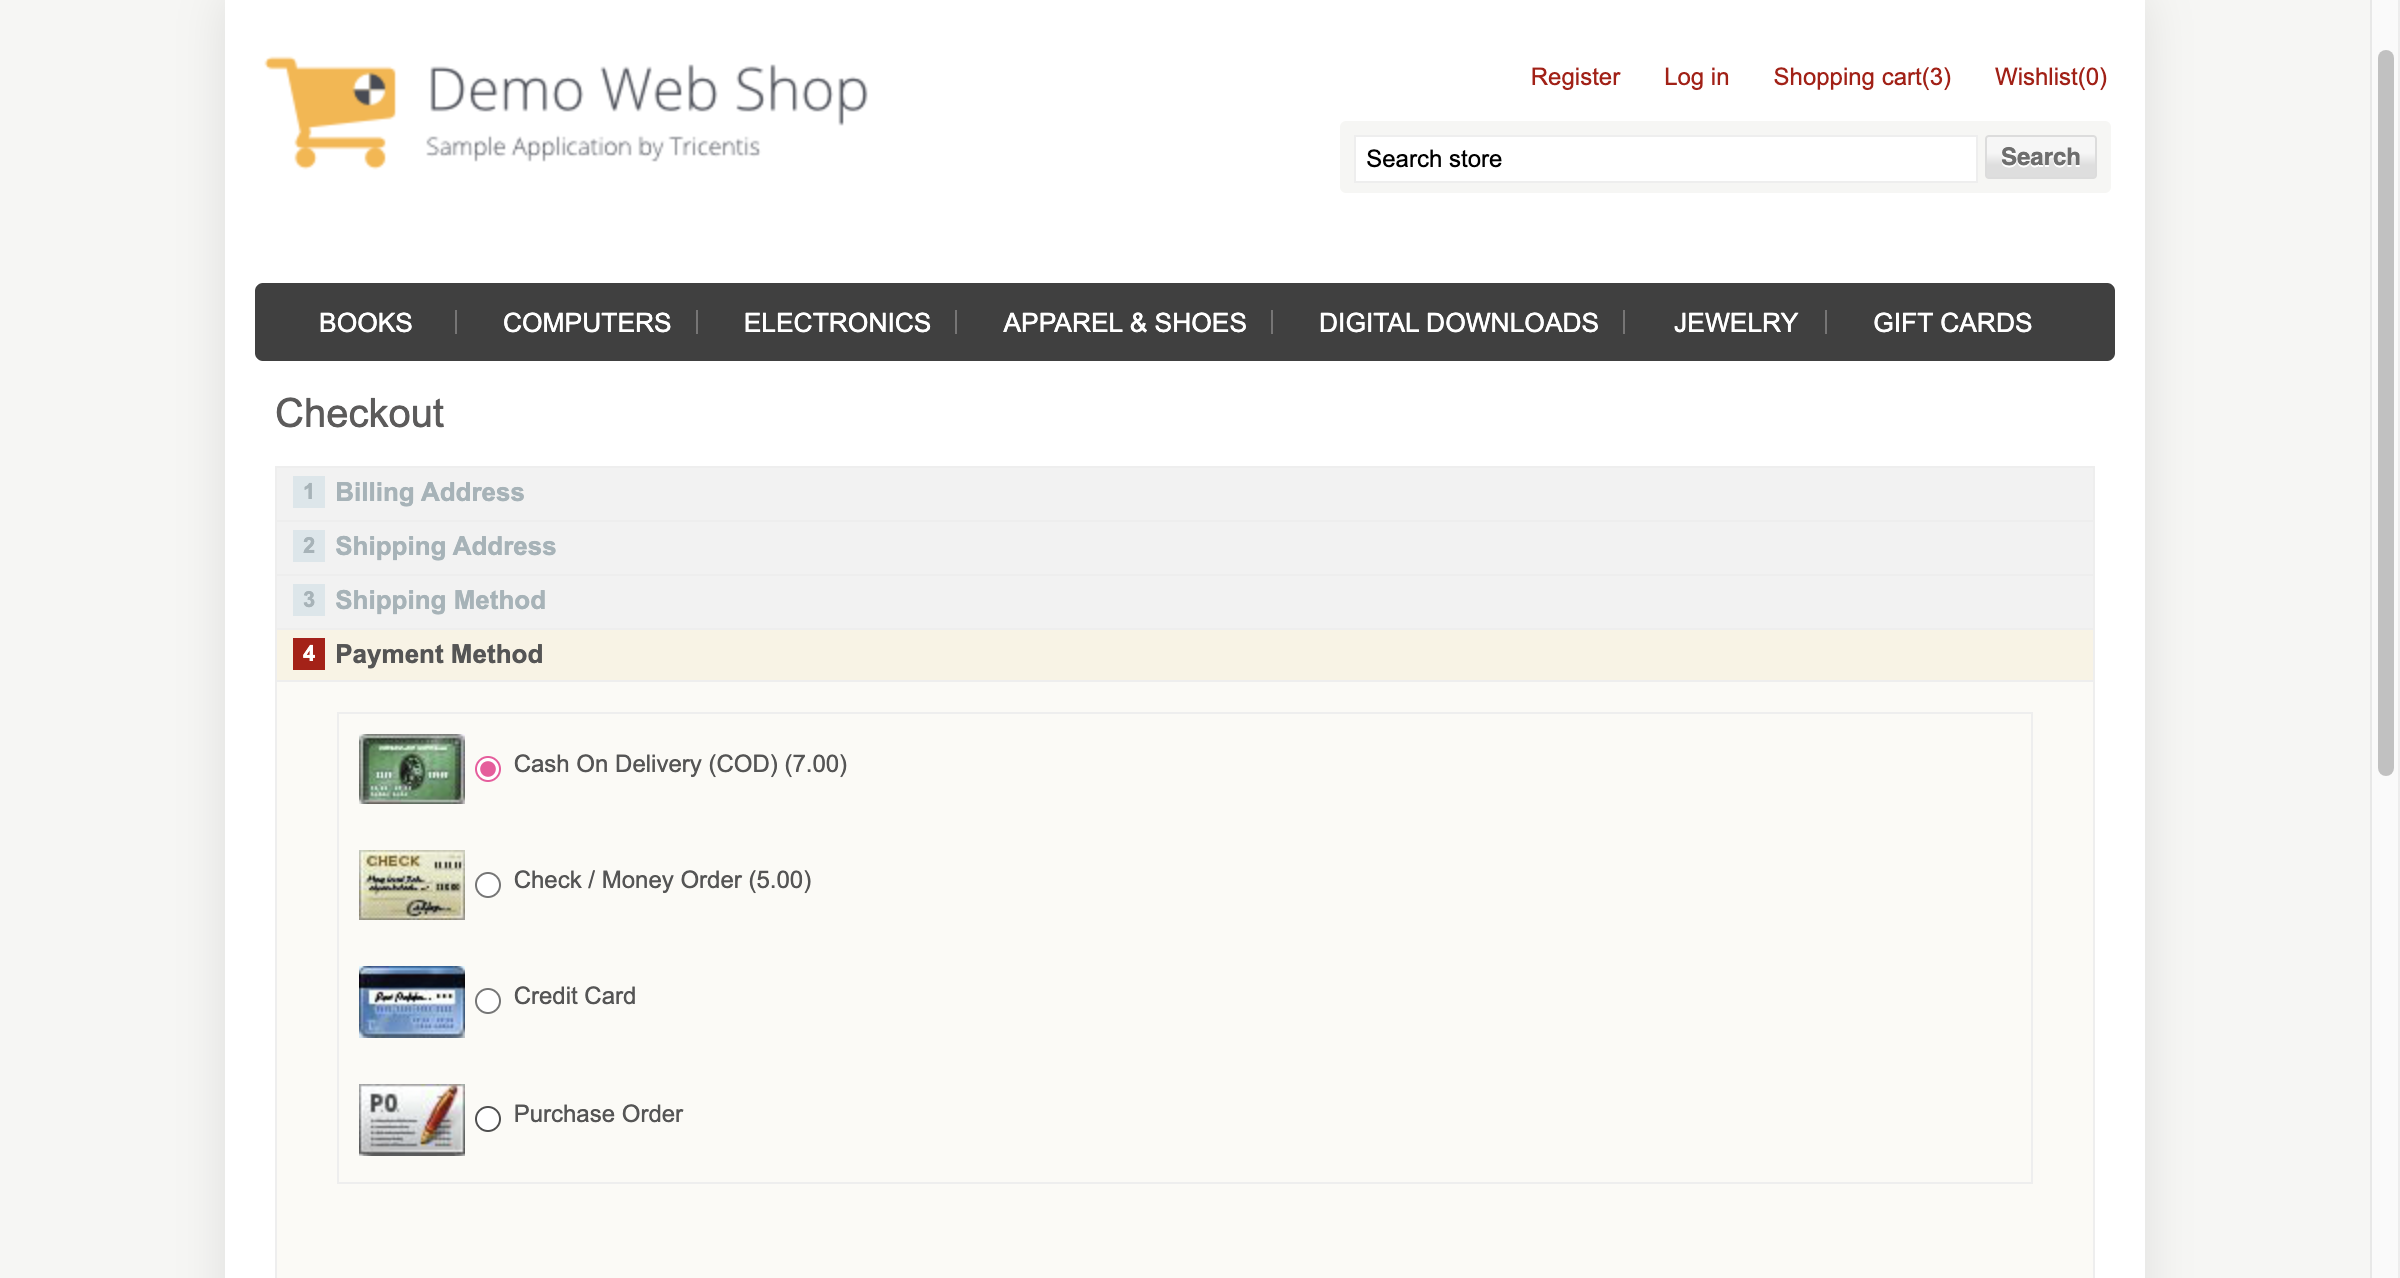 Demo Web Shop
Sample Application by Tricentis
Register Log in Shopping cart(3) Wishlist(0)
Search store Search
BOOKS COMPUTERS ELECTRONICS APPAREL & SHOES DIGITAL DOWNLOADS JEWELRY GIFT CARDS
Checkout
1 Billing Address
2 Shipping Address
3 Shipping Method
4 Payment Method
Cash On Delivery (COD) (7.00)
CHECK
Check / Money Order (5.00)
Credit Card
P.O.
Purchase Order